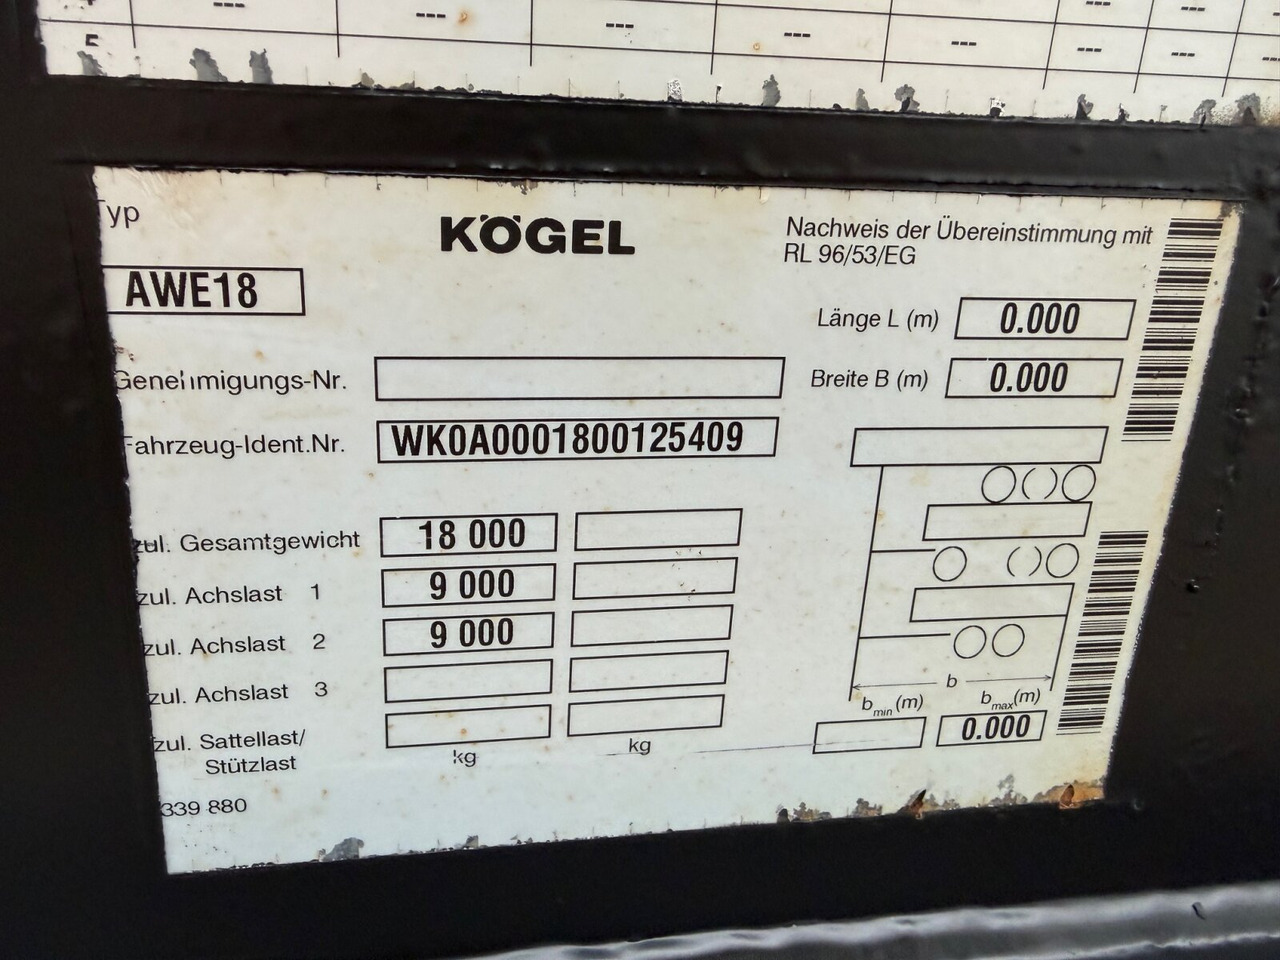 --- --- --- --- ---
--- --- --- --- ---
Typ
KÖGEL
Nachweis der Übereinstimmung mit
RL 96/53/EG
AWE18
Länge L (m) 0.000
Genehmigungs-Nr.
Breite B (m) 0.000
Fahrzeug-Ident.Nr. WK0A0001800125409
zul. Gesamtgewicht 18 000
zul. Achslast 1 9 000
zul. Achslast 2 9 000
zul. Achslast 3
b
bmin (m) bmax (m)
0.000
zul. Sattellast/
Stützlast
kg kg
339 880